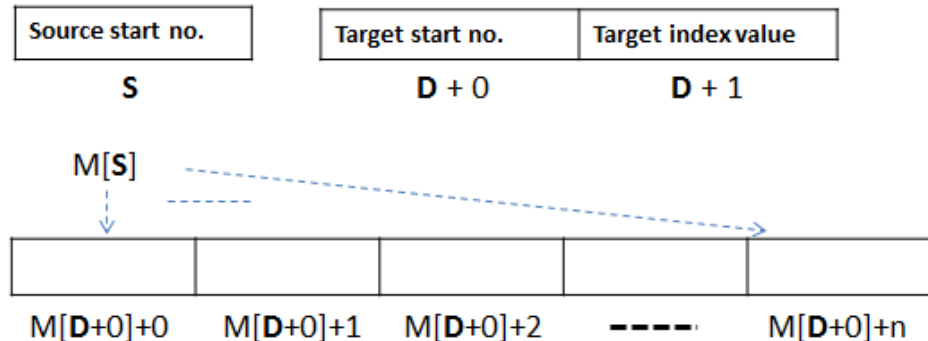 Source start no. Target start no. Target index value
S D + 0 D + 1
M[S]
M[D+0]+0 M[D+0]+1 M[D+0]+2 M[D+0]+n